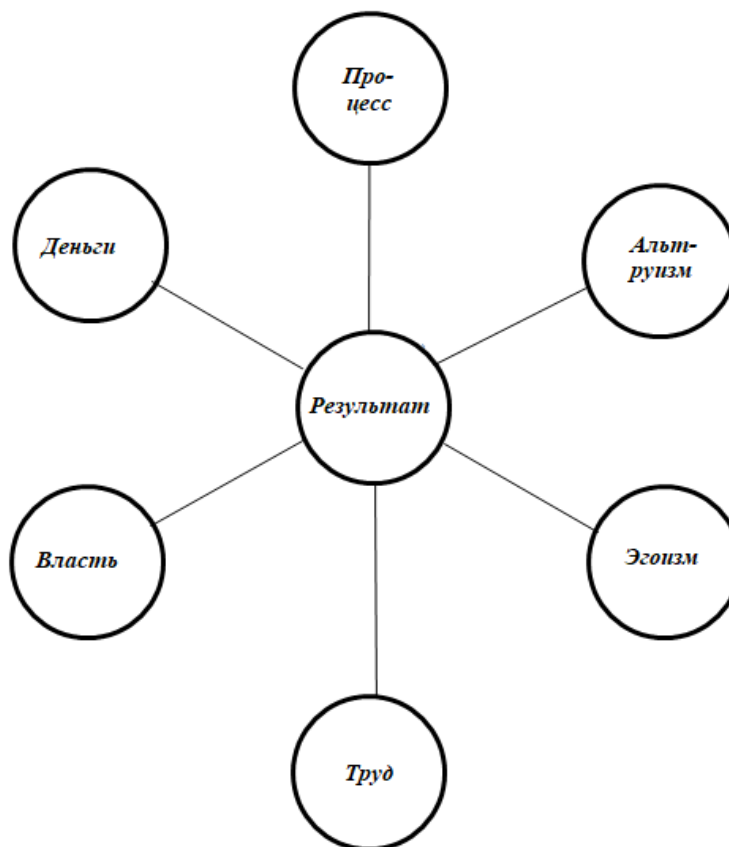 Про-
цесс
Деньги
Альт-
руизм
Результат
Власть
Эгоизм
Труд